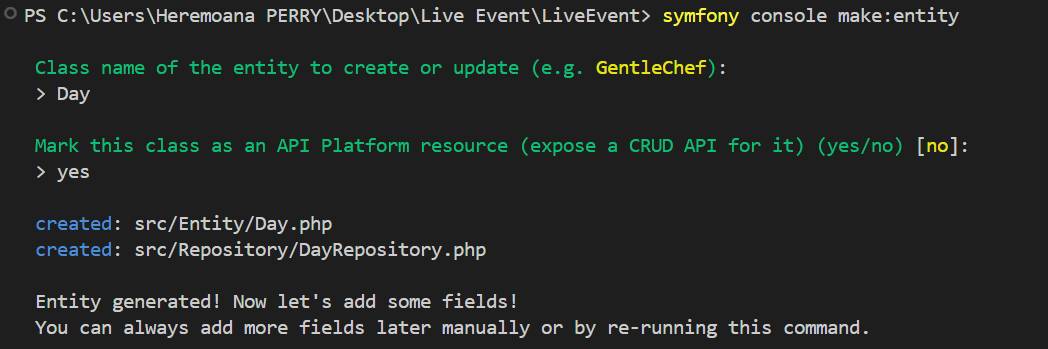 PS C:\Users\Heremoana PERRY\Desktop\Live Event\LiveEvent> symfony console make:entity
Class name of the entity to create or update (e.g. GentleChef):
> Day
Mark this class as an API Platform resource (expose a CRUD API for it) (yes/no) [no]:
> yes
created: src/Entity/Day.php
created: src/Repository/DayRepository.php
Entity generated! Now let's add some fields!
You can always add more fields later manually or by re-running this command.